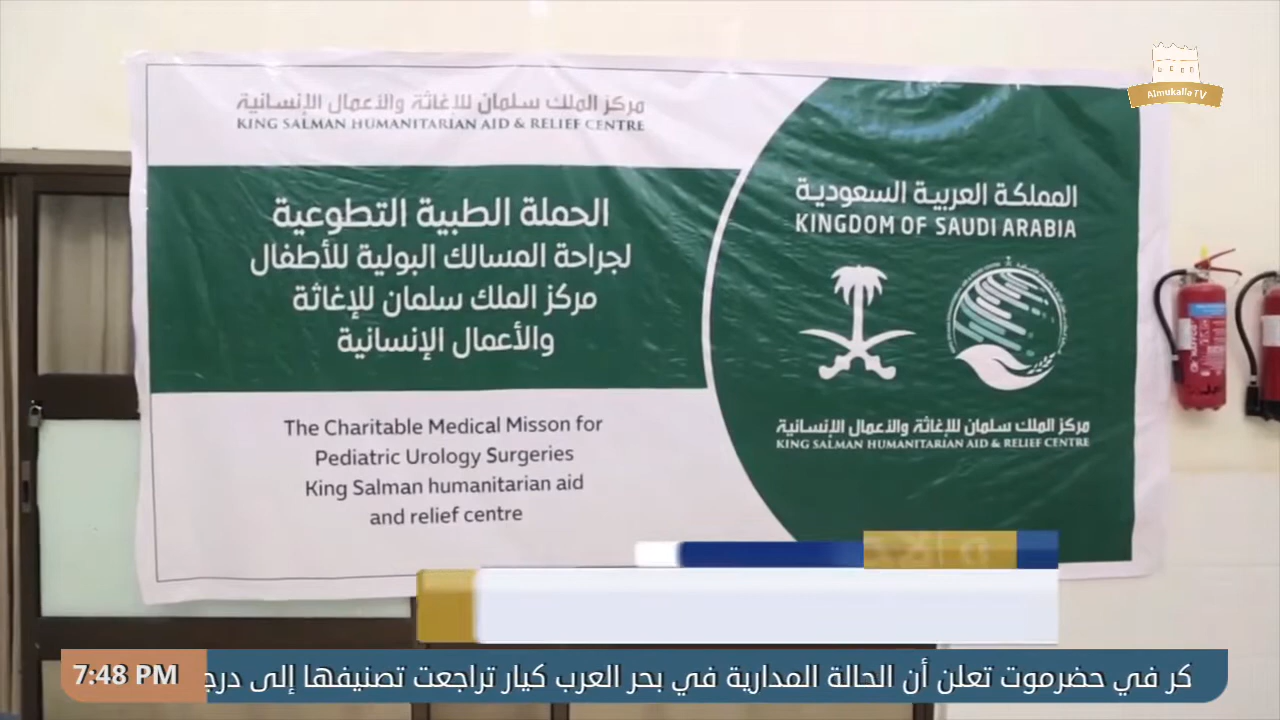 Almukalla TV
مركز الملك سلمان للإغاثة والأعمال الإنسانية
KING SALMAN HUMANITARIAN AID & RELIEF CENTRE
الحملة الطبية التطوعية
لجراحة المسالك البولية للأطفال
مركز الملك سلمان للإغاثة
والأعمال الإنسانية
The Charitable Medical Misson for
Pediatric Urology Surgeries
King Salman humanitarian aid
and relief centre
المملكة العربية السعودية
KINGDOM OF SAUDI ARABIA
مركز الملك سلمان للإغاثة والأعمال الإنسانية
KING SALMAN HUMANITARIAN AID & RELIEF CENTRE
كر في حضرموت تعلن أن الحالة المدارية في بحر العرب كيار تراجعت تصنيفها إلى درج
7:48 PM